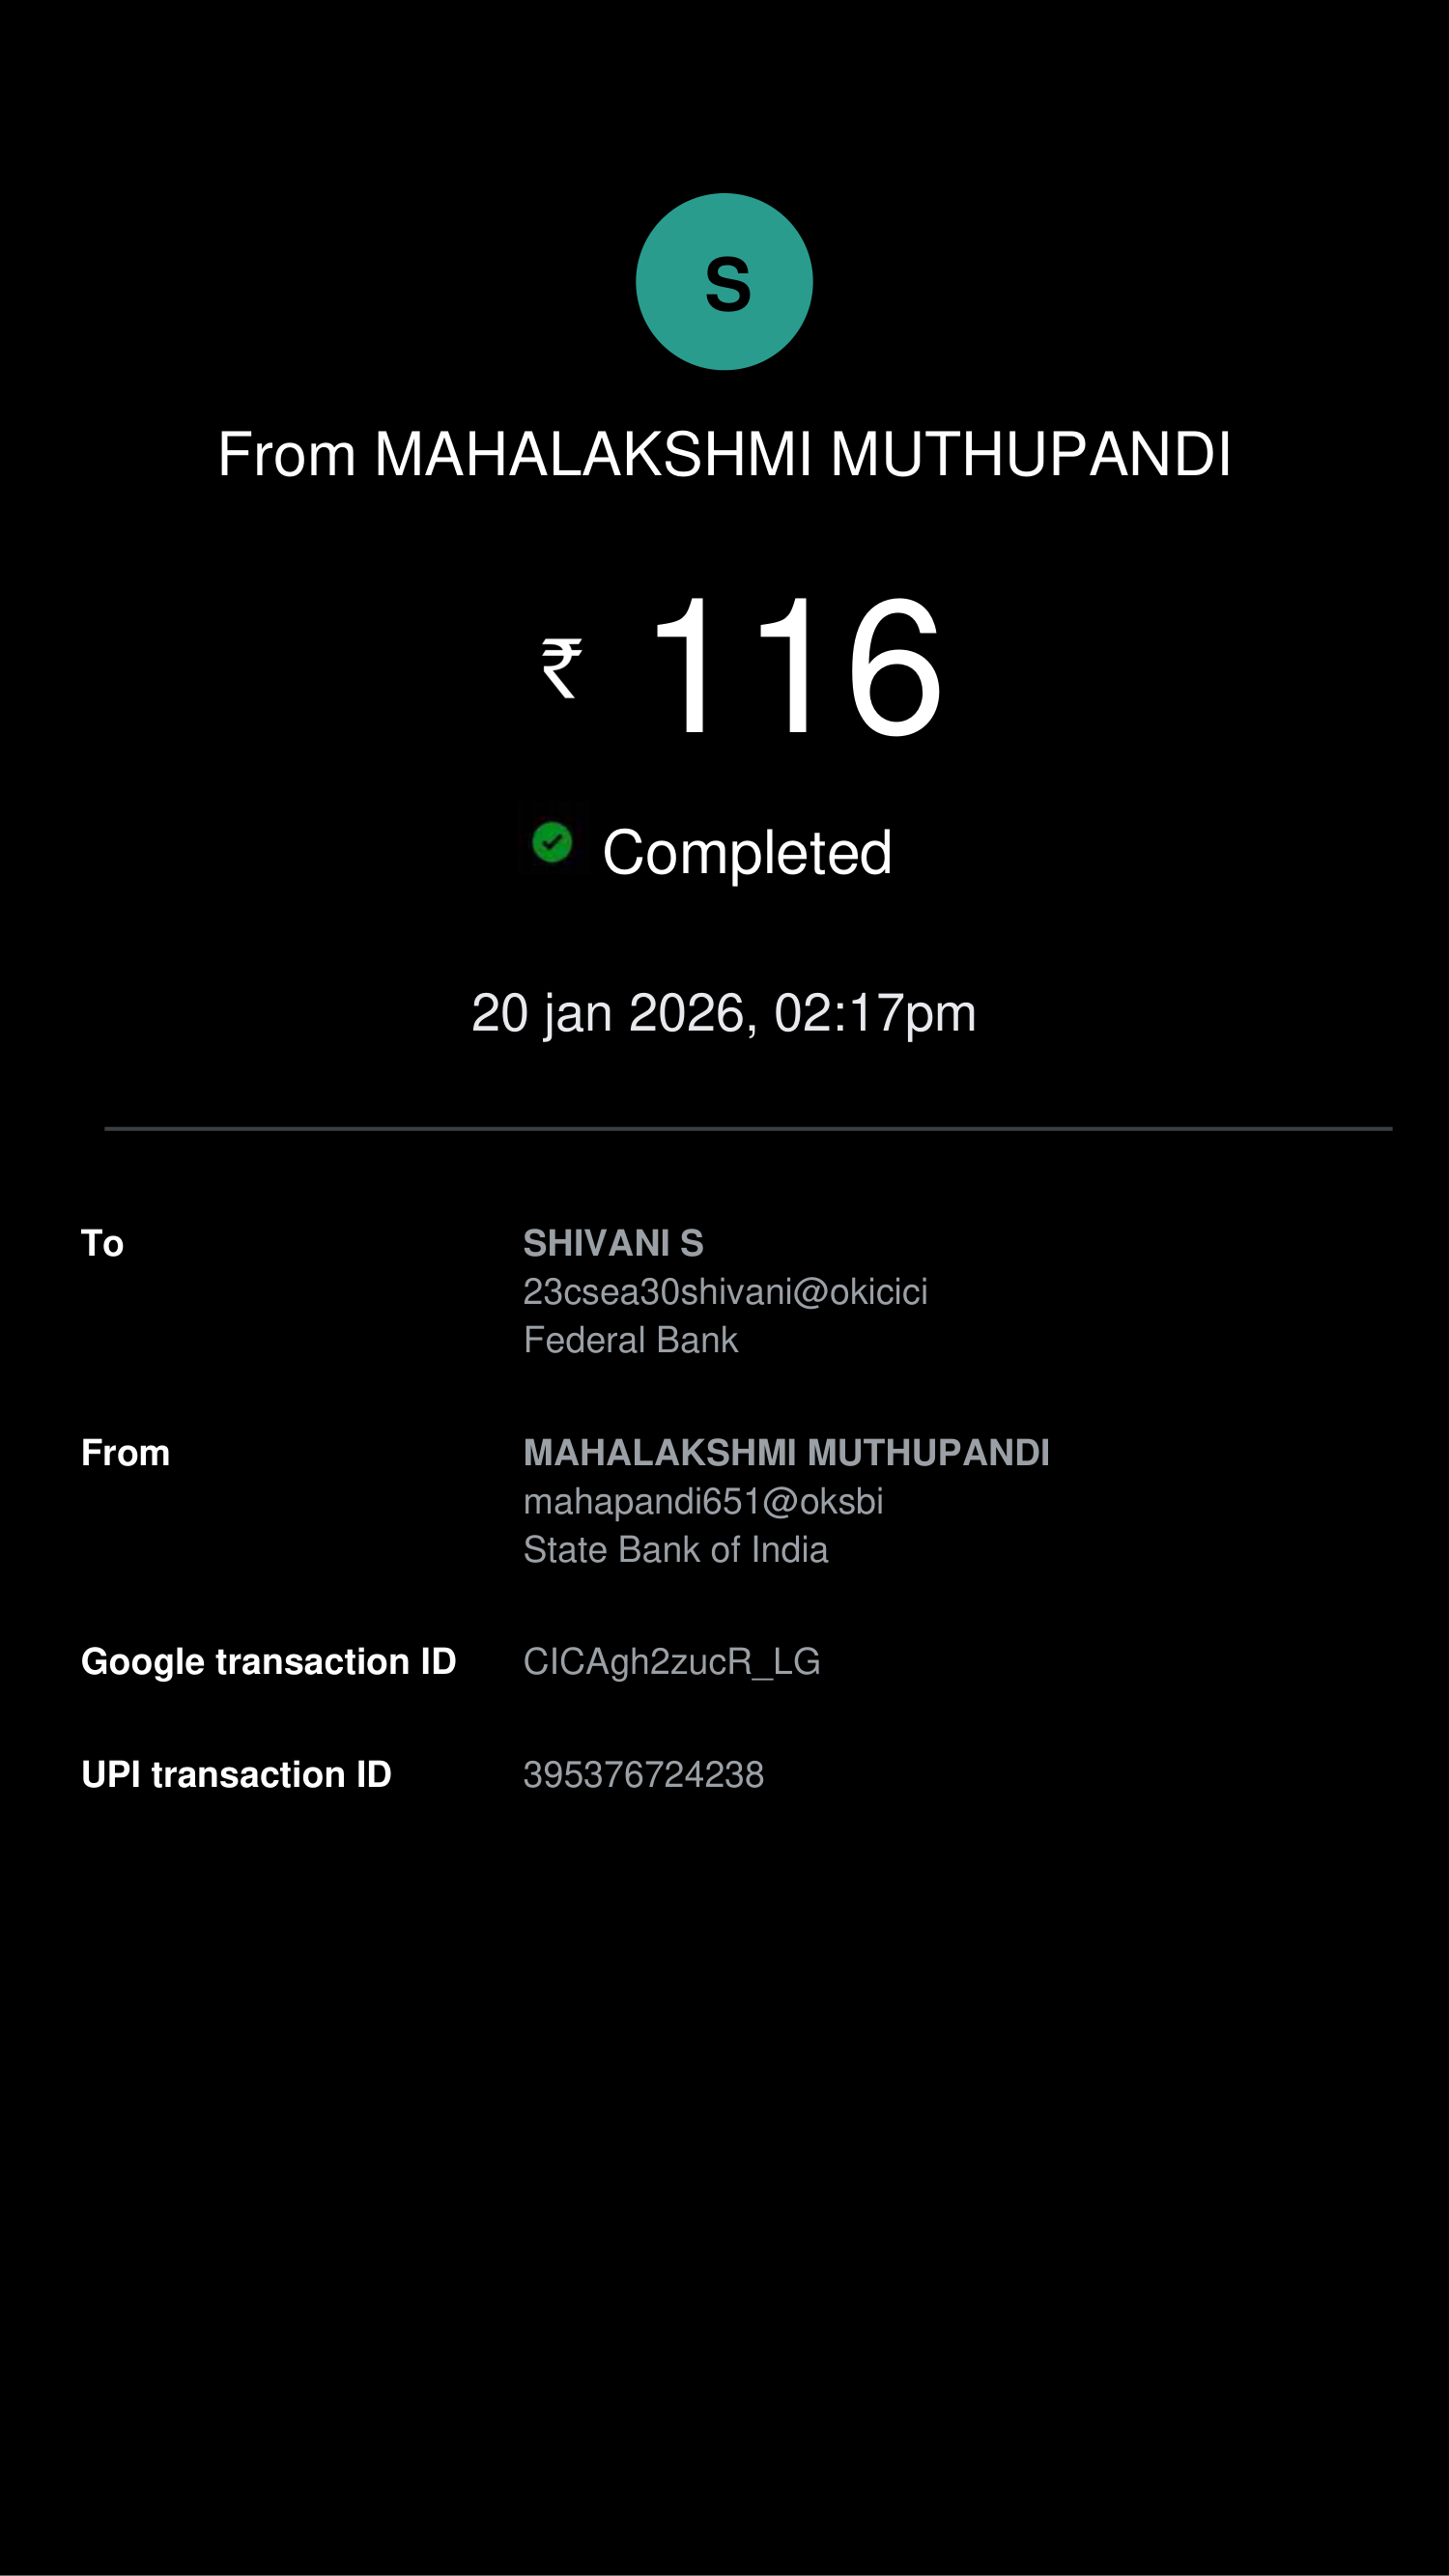 S
From MAHALAKSHMI MUTHUPANDI
₹ 116
Completed
20 jan 2026, 02:17pm
To SHIVANI S
23csea30shivani@okicici
Federal Bank
From MAHALAKSHMI MUTHUPANDI
mahapandi651@oksbi
State Bank of India
Google transaction ID CICAgh2zucR_LG
UPI transaction ID 395376724238